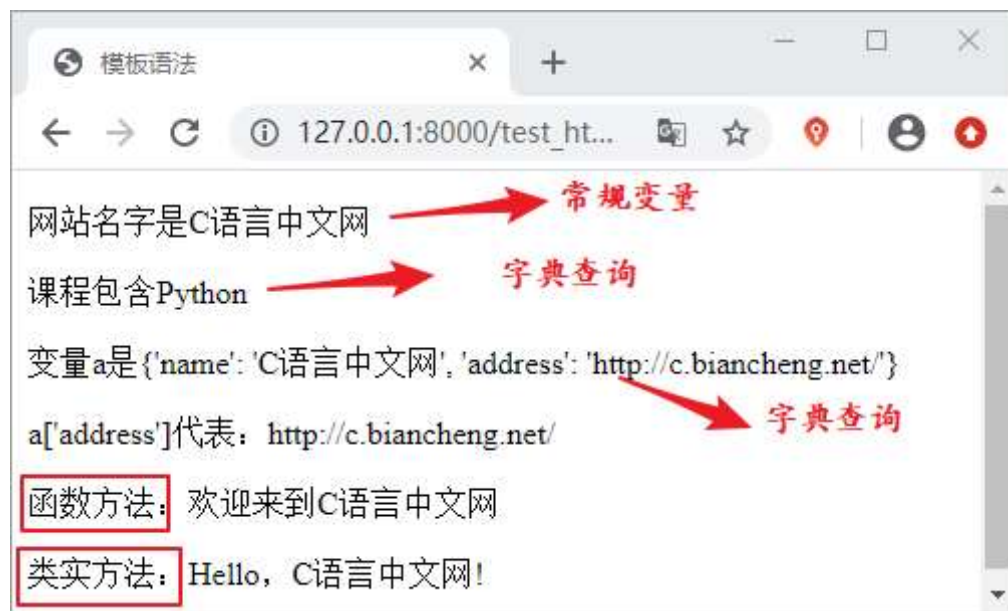 模板语法
127.0.0.1:8000/test_ht...
网站名字是C语言中文网
常规变量
课程包含Python
字典查询
变量a是{'name': 'C语言中文网', 'address': 'http://c.biancheng.net/'}
字典查询
a['address']代表：http://c.biancheng.net/
函数方法：欢迎来到C语言中文网
类实方法：Hello，C语言中文网!